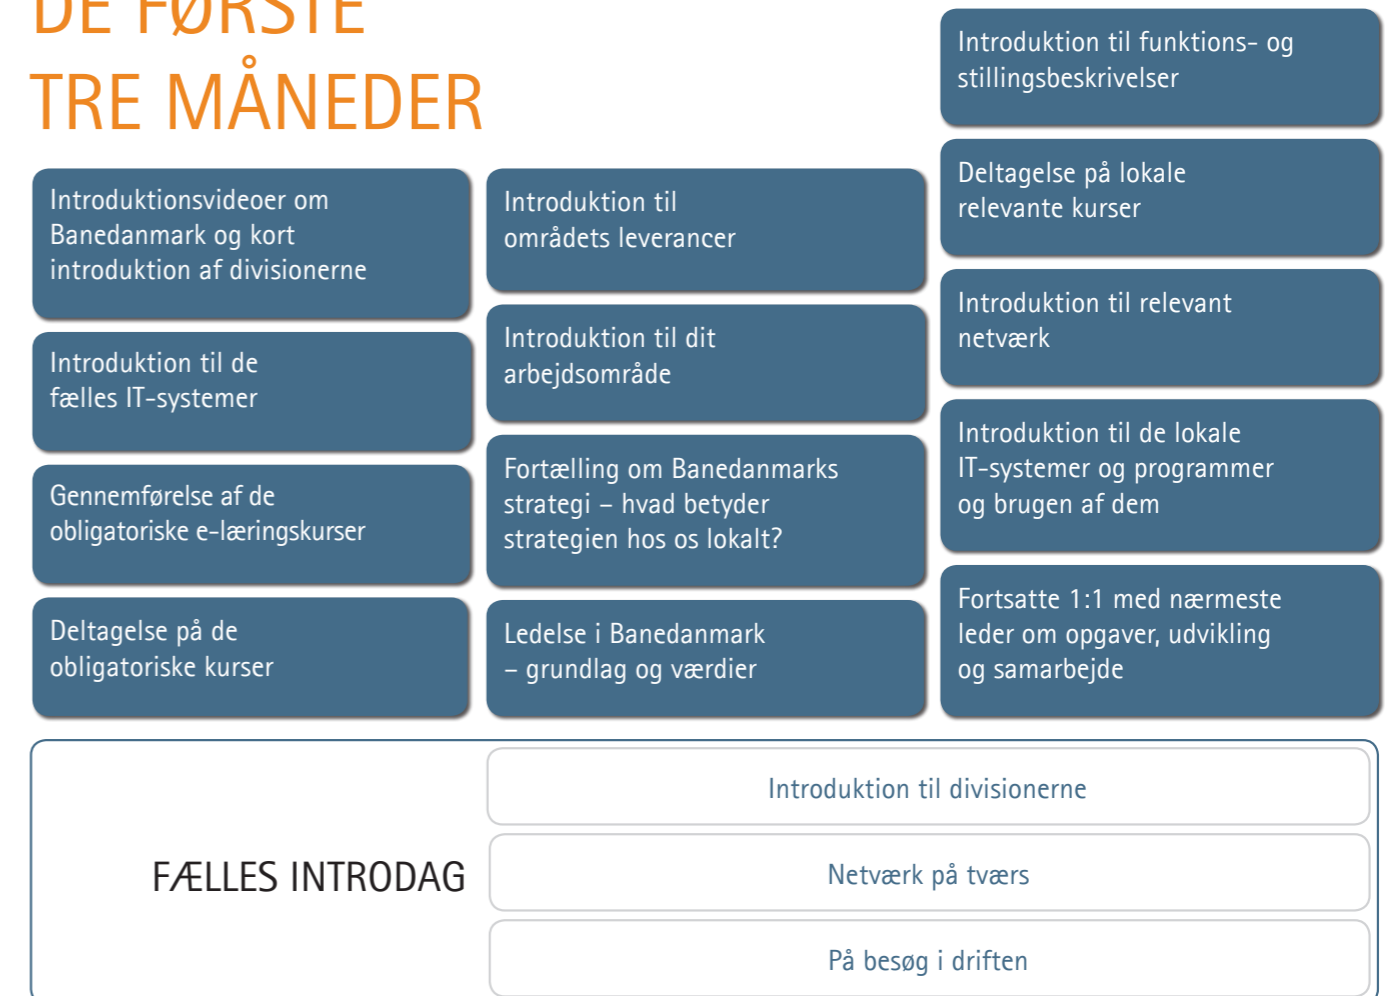 DE FØRSTE
TRE MÅNEDER
Introduktionsvideoer om
Banedanmark og kort
introduktion af divisionerne
Introduktion til de
fælles IT-systemer
Gennemførelse af de
obligatoriske e-læringskurser
Deltagelse på de
obligatoriske kurser
Introduktion til
områdets leverancer
Introduktion til dit
arbejdsområde
Fortælling om Banedanmarks
strategi – hvad betyder
strategien hos os lokalt?
Ledelse i Banedanmark
– grundlag og værdier
Introduktion til funktions- og
stillingsbeskrivelser
Deltagelse på lokale
relevante kurser
Introduktion til relevant
netværk
Introduktion til de lokale
IT-systemer og programmer
og brugen af dem
Fortsatte 1:1 med nærmeste
leder om opgaver, udvikling
og samarbejde
FÆLLES INTRODAG
Introduktion til divisionerne
Netværk på tværs
På besøg i driften